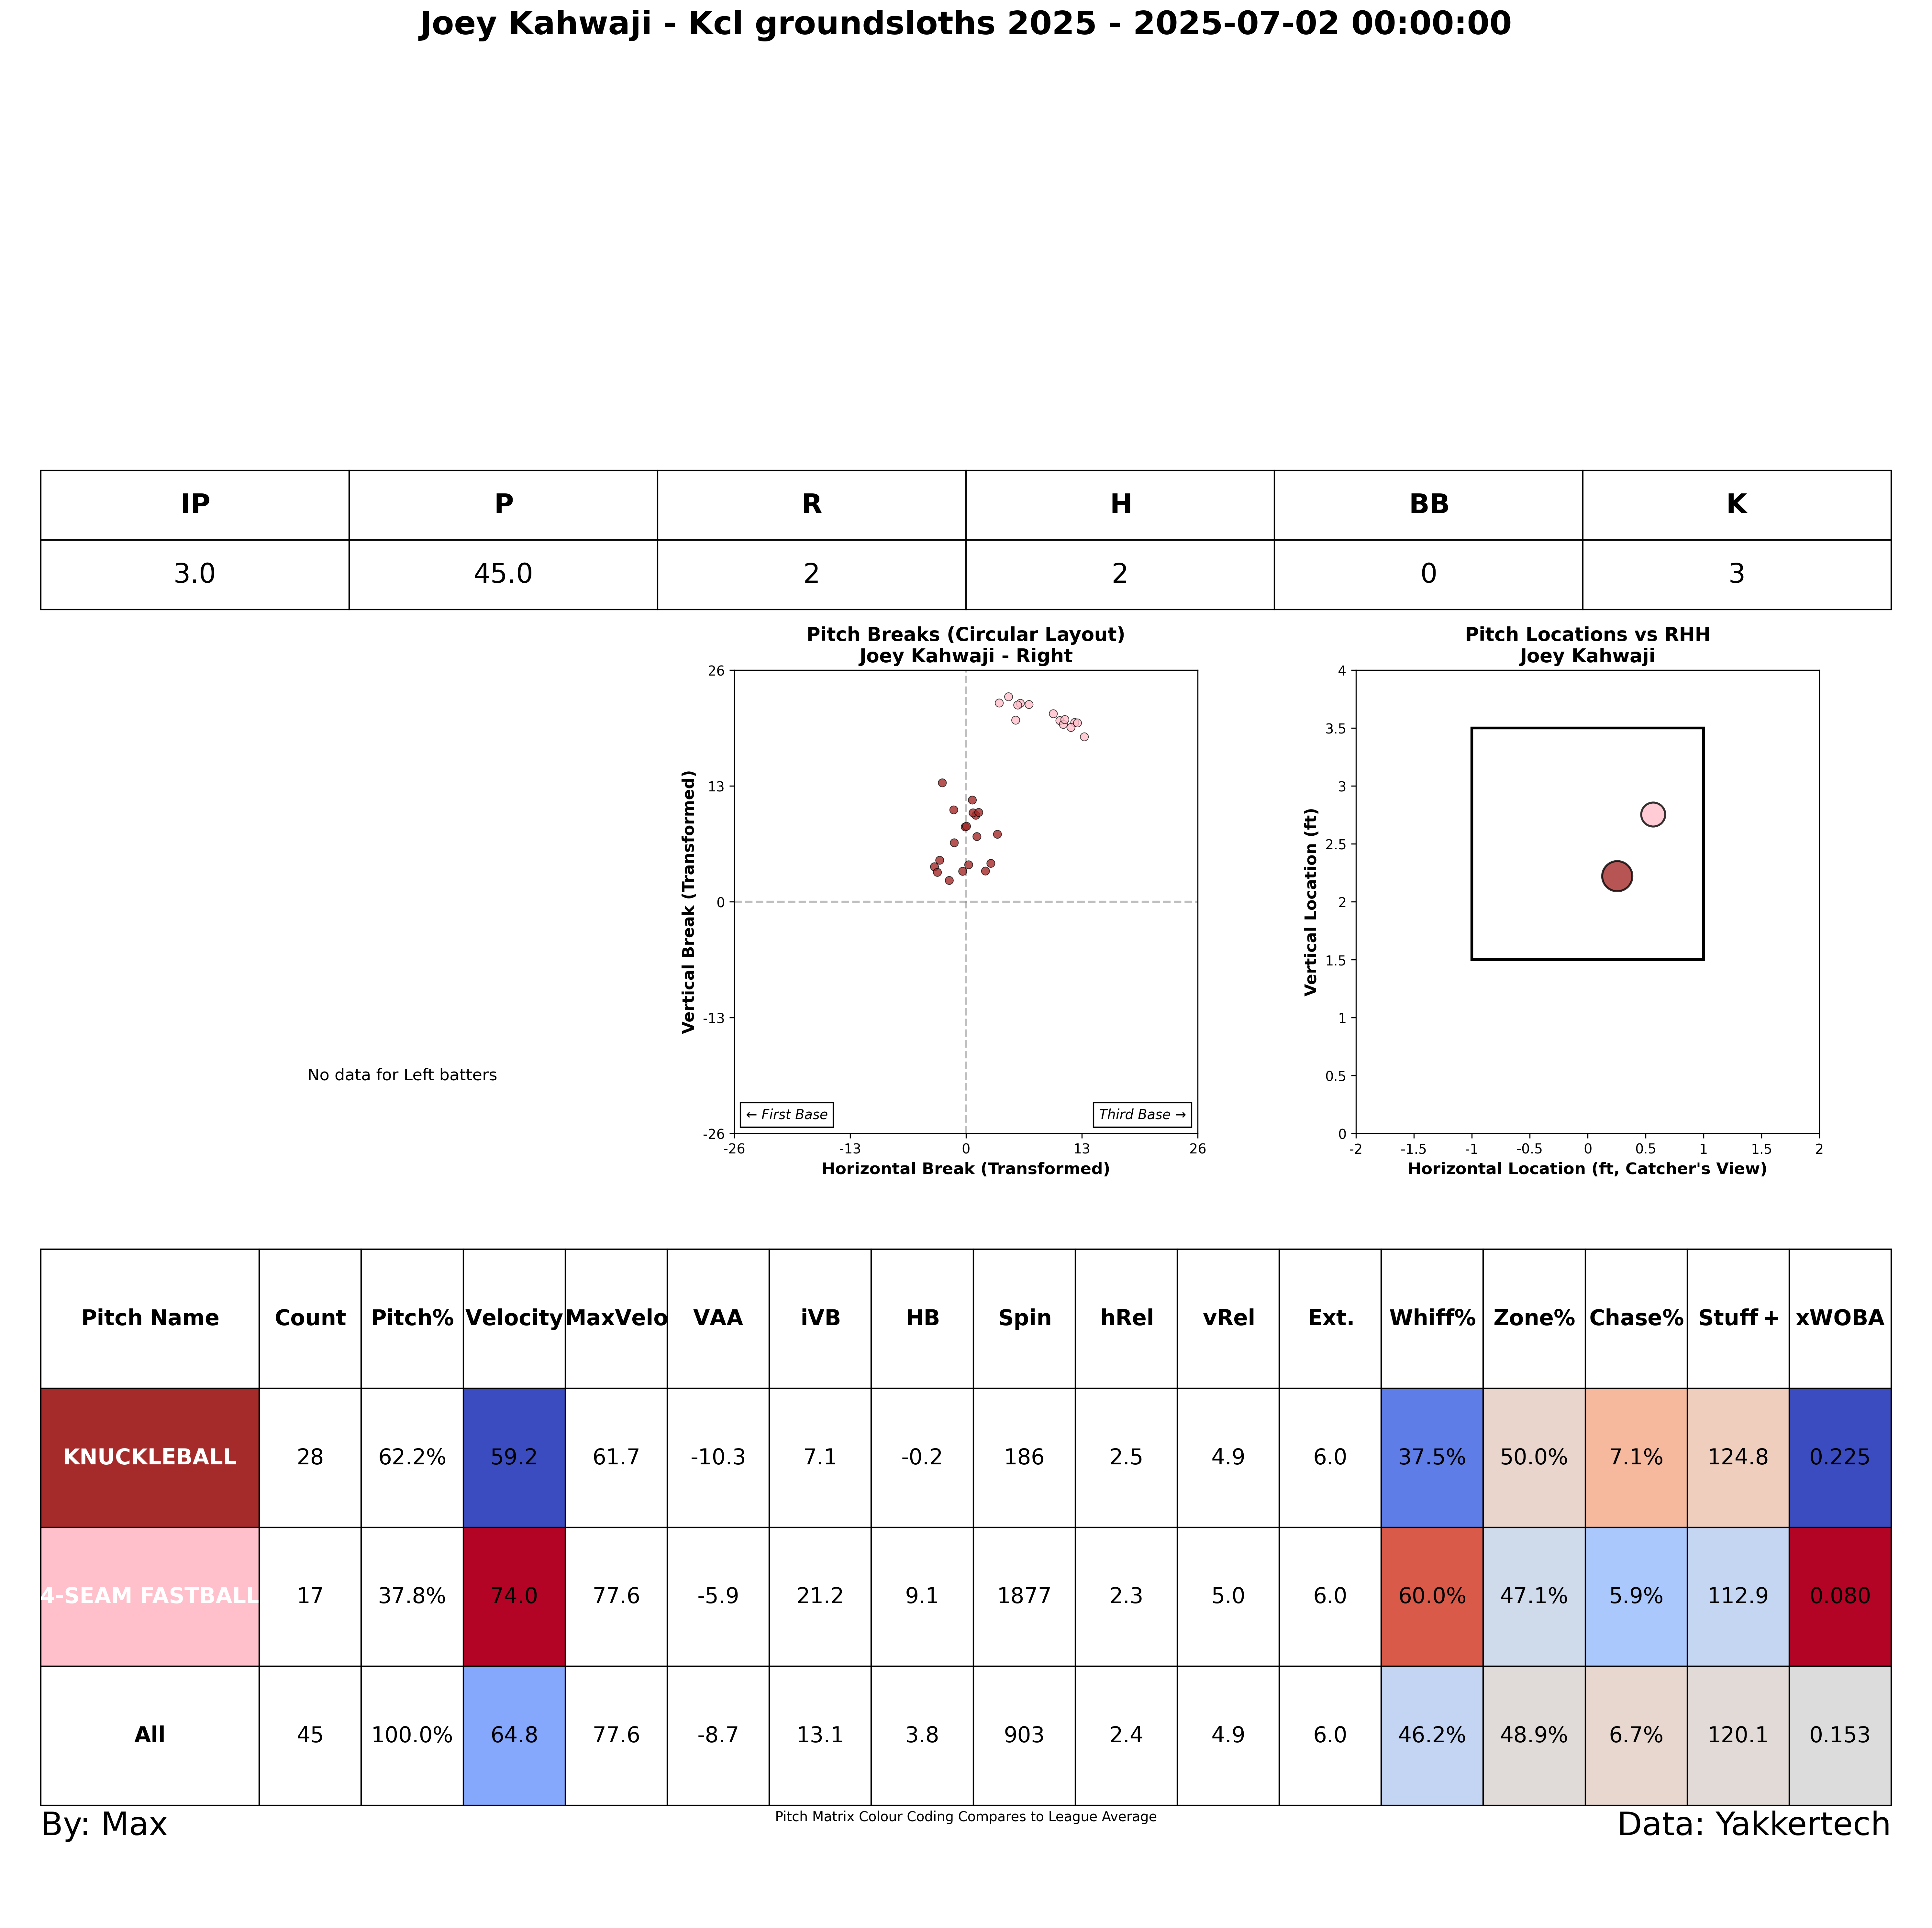 Joey Kahwaji - Kcl groundsloths 2025 - 2025-07-02 00:00:00
IP P R H BB K
3.0 45.0 2 2 0 3
No data for Left batters
Pitch Breaks (Circular Layout)
Joey Kahwaji - Right
Vertical Break (Transformed)
26
13
0
-13
-26
← First Base
Third Base →
-26 -13 0 13 26
Horizontal Break (Transformed)
Pitch Locations vs RHH
Joey Kahwaji
Vertical Location (ft)
4
3.5
3
2.5
2
1.5
1
0.5
0
-2 -1.5 -1 -0.5 0 0.5 1 1.5 2
Horizontal Location (ft, Catcher's View)
Pitch Name Count Pitch% Velocity MaxVelo VAA iVB HB Spin hRel vRel Ext. Whiff% Zone% Chase% Stuff+ xWOBA
KNUCKLEBALL 28 62.2% 59.2 61.7 -10.3 7.1 -0.2 186 2.5 4.9 6.0 37.5% 50.0% 7.1% 124.8 0.225
4-SEAM FASTBALL 17 37.8% 74.0 77.6 -5.9 21.2 9.1 1877 2.3 5.0 6.0 60.0% 47.1% 5.9% 112.9 0.080
All 45 100.0% 64.8 77.6 -8.7 13.1 3.8 903 2.4 4.9 6.0 46.2% 48.9% 6.7% 120.1 0.153
By: Max
Pitch Matrix Colour Coding Compares to League Average
Data: Yakkertech